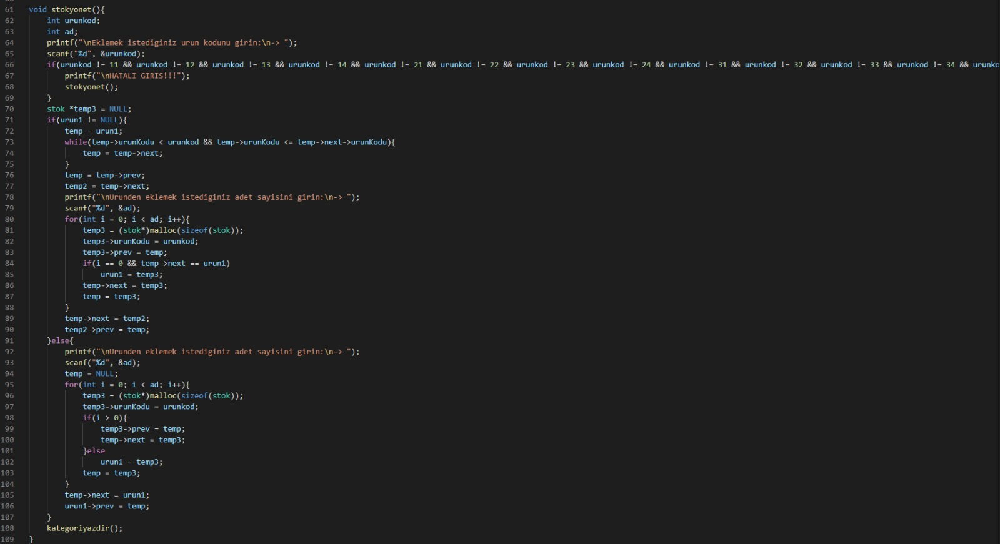 61 void stokyonet(){
62 int urunkod;
63 int ad;
64 printf("\nEklemek istediginiz urun kodunu girin:\n-> ");
65 scanf("%d", &urunkod);
66 if(urunkod != 11 && urunkod != 12 && urunkod != 13 && urunkod != 14 && urunkod != 21 && urunkod != 22 && urunkod != 23 && urunkod != 24 && urunkod != 31 && urunkod != 32 && urunkod != 33 && urunkod != 34 && urunko
67 printf("\nHATALI GIRIS!!!");
68 stokyonet();
69 }
70 stok *temp3 = NULL;
71 if(urun1 != NULL){
72 temp = urun1;
73 while(temp->urunKodu < urunkod && temp->urunKodu <= temp->next->urunKodu){
74 temp = temp->next;
75 }
76 temp = temp->prev;
77 temp2 = temp->next;
78 printf("\nUrunden eklemek istediginiz adet sayisini girin:\n-> ");
79 scanf("%d", &ad);
80 for(int i = 0; i < ad; i++){
81 temp3 = (stok*)malloc(sizeof(stok));
82 temp3->urunKodu = urunkod;
83 temp3->prev = temp;
84 if(i == 0 && temp->next == urun1)
85 urun1 = temp3;
86 temp->next = temp3;
87 temp = temp3;
88 }
89 temp->next = temp2;
90 temp2->prev = temp;
91 }else{
92 printf("\nUrunden eklemek istediginiz adet sayisini girin:\n-> ");
93 scanf("%d", &ad);
94 temp = NULL;
95 for(int i = 0; i < ad; i++){
96 temp3 = (stok*)malloc(sizeof(stok));
97 temp3->urunKodu = urunkod;
98 if(i > 0){
99 temp3->prev = temp;
100 temp->next = temp3;
101 }else
102 urun1 = temp3;
103 temp = temp3;
104 }
105 temp->next = urun1;
106 urun1->prev = temp;
107 }
108 kategoriyazdir();
109 }